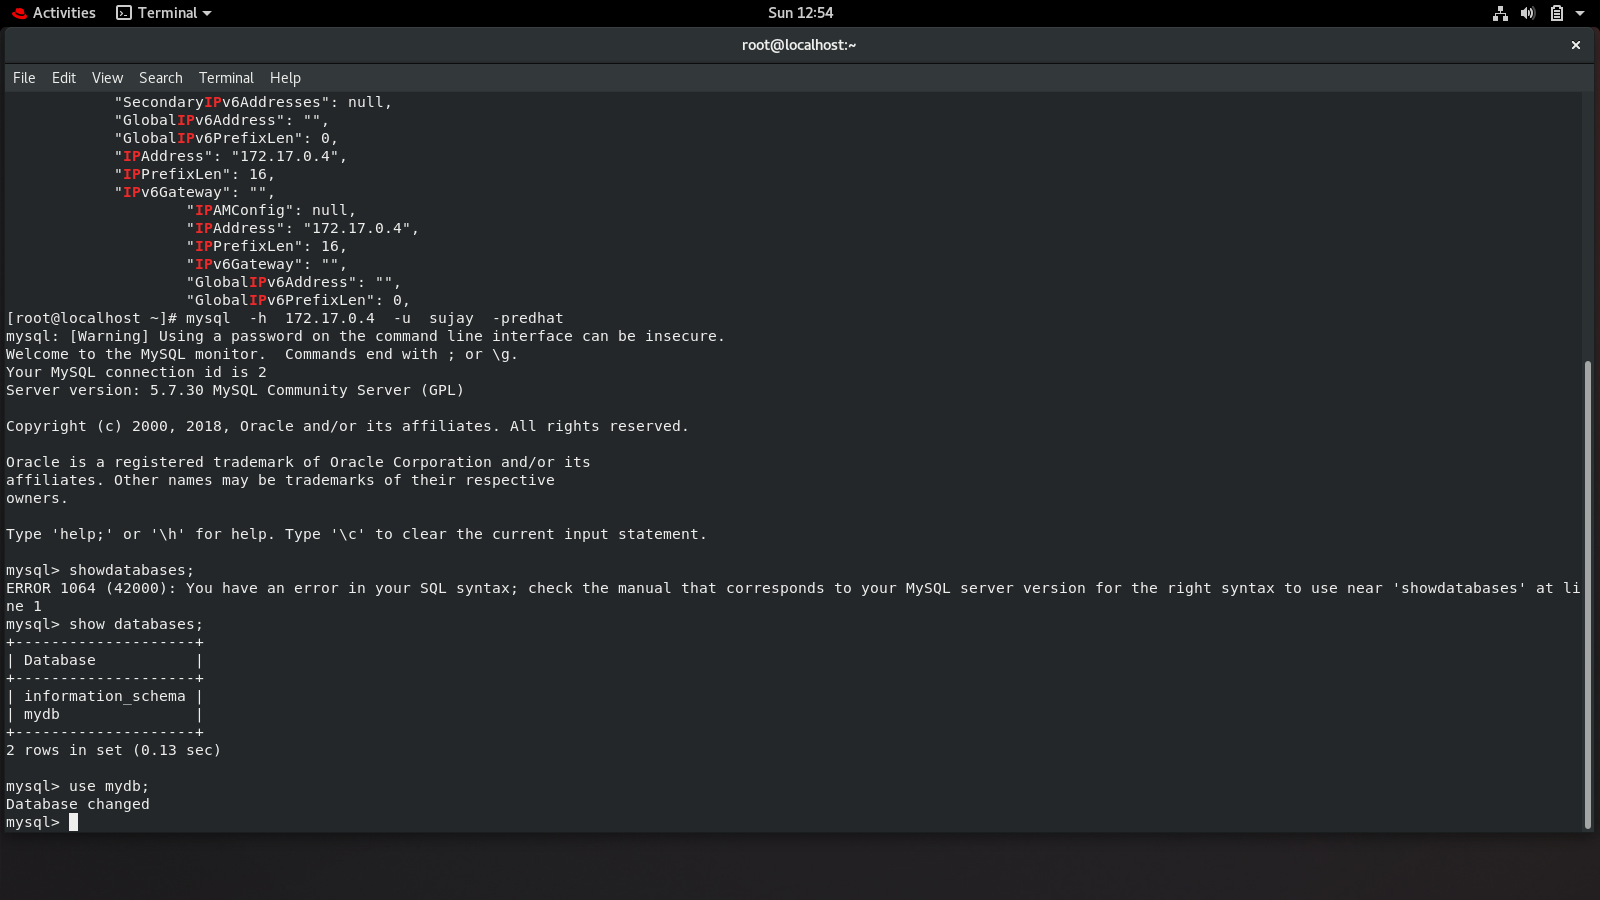 Activities Terminal Sun 12:54
root@localhost:~
File Edit View Search Terminal Help
            "SecondaryIPv6Addresses": null,
            "GlobalIPv6Address": "",
            "GlobalIPv6PrefixLen": 0,
            "IPAddress": "172.17.0.4",
            "IPPrefixLen": 16,
            "IPv6Gateway": "",
                    "IPAMConfig": null,
                    "IPAddress": "172.17.0.4",
                    "IPPrefixLen": 16,
                    "IPv6Gateway": "",
                    "GlobalIPv6Address": "",
                    "GlobalIPv6PrefixLen": 0,
[root@localhost ~]# mysql  -h  172.17.0.4  -u  sujay  -predhat
mysql: [Warning] Using a password on the command line interface can be insecure.
Welcome to the MySQL monitor.  Commands end with ; or \g.
Your MySQL connection id is 2
Server version: 5.7.30 MySQL Community Server (GPL)

Copyright (c) 2000, 2018, Oracle and/or its affiliates. All rights reserved.

Oracle is a registered trademark of Oracle Corporation and/or its
affiliates. Other names may be trademarks of their respective
owners.

Type 'help;' or '\h' for help. Type '\c' to clear the current input statement.

mysql> showdatabases;
ERROR 1064 (42000): You have an error in your SQL syntax; check the manual that corresponds to your MySQL server version for the right syntax to use near 'showdatabases' at li
ne 1
mysql> show databases;
+--------------------+
| Database           |
+--------------------+
| information_schema |
| mydb               |
+--------------------+
2 rows in set (0.13 sec)

mysql> use mydb;
Database changed
mysql>